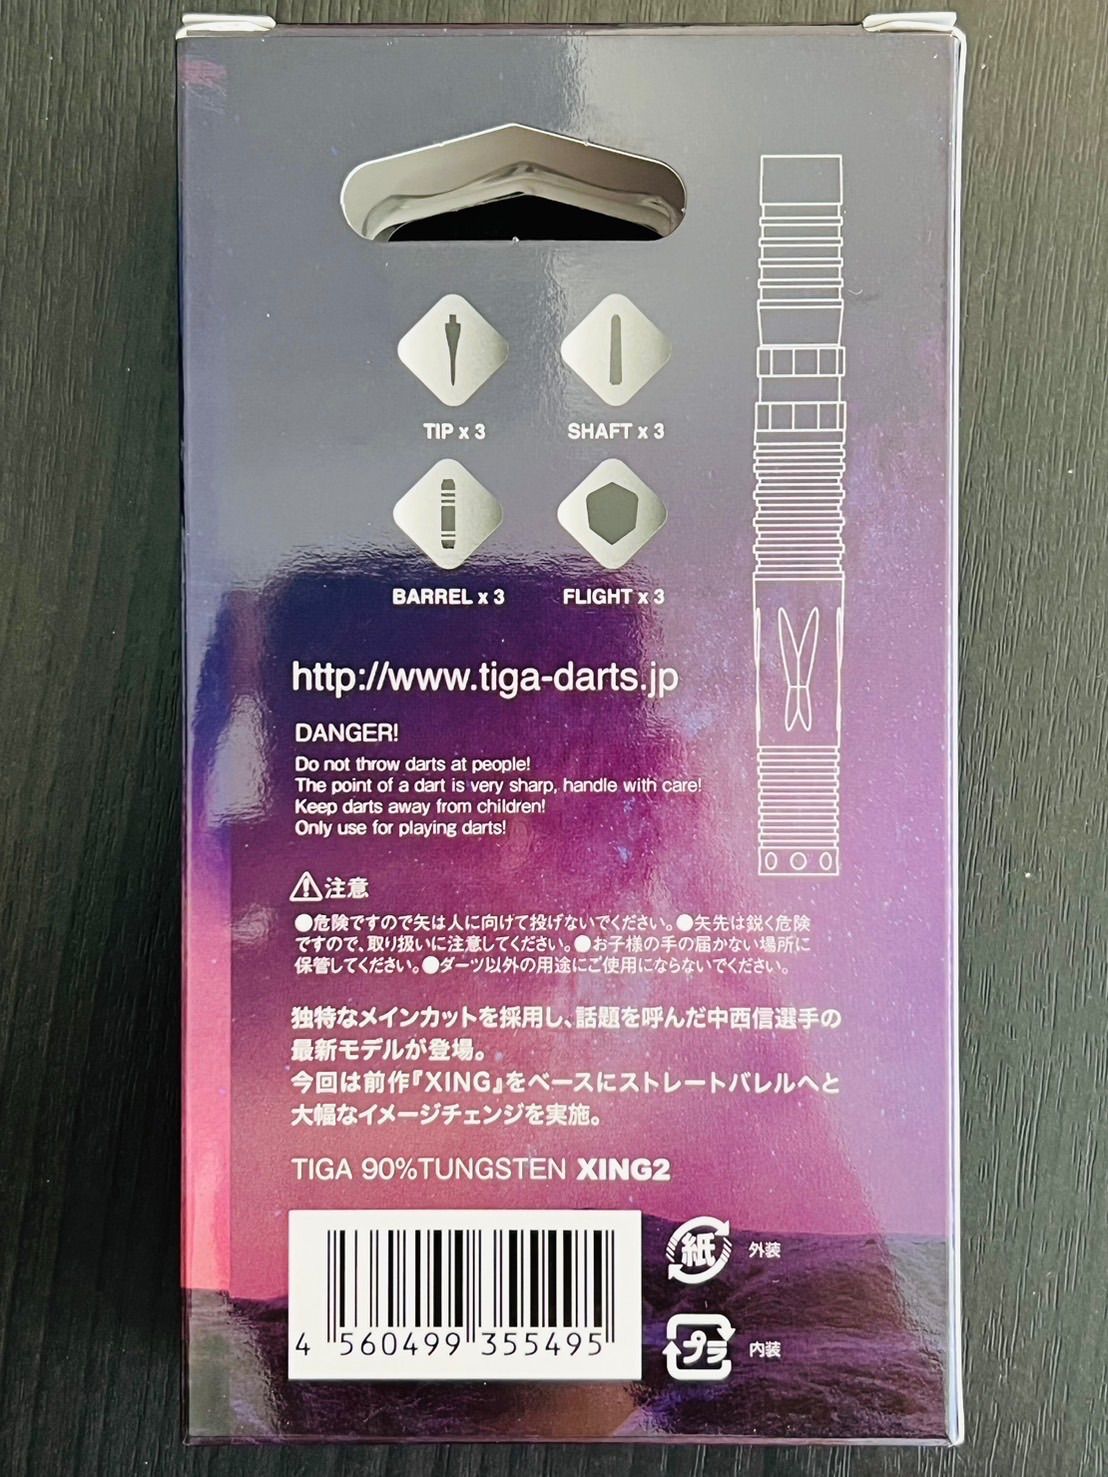 TIP x 3
SHAFT x 3
BARREL x 3
FLIGHT x 3
http://www.tiga-darts.jp
DANGER!
Do not throw darts at people!
The point of a dart is very sharp, handle with care!
Keep darts away from children!
Only use for playing darts!
注意
●危険ですので矢は人に向けて投げないでください。●矢先は鋭く危険
ですので、取り扱いに注意してください。●お子様の手の届かない場所に
保管してください。●ダーツ以外の用途にご使用にならないでください。
独特なメインカットを採用し、話題を呼んだ中西信選手の
最新モデルが登場。
今回は前作『XING』をベースにストレートバレルへと
大幅なイメージチェンジを実施。
TIGA 90%TUNGSTEN XING2
4 560499 355495
紙 外装
プラ 内装